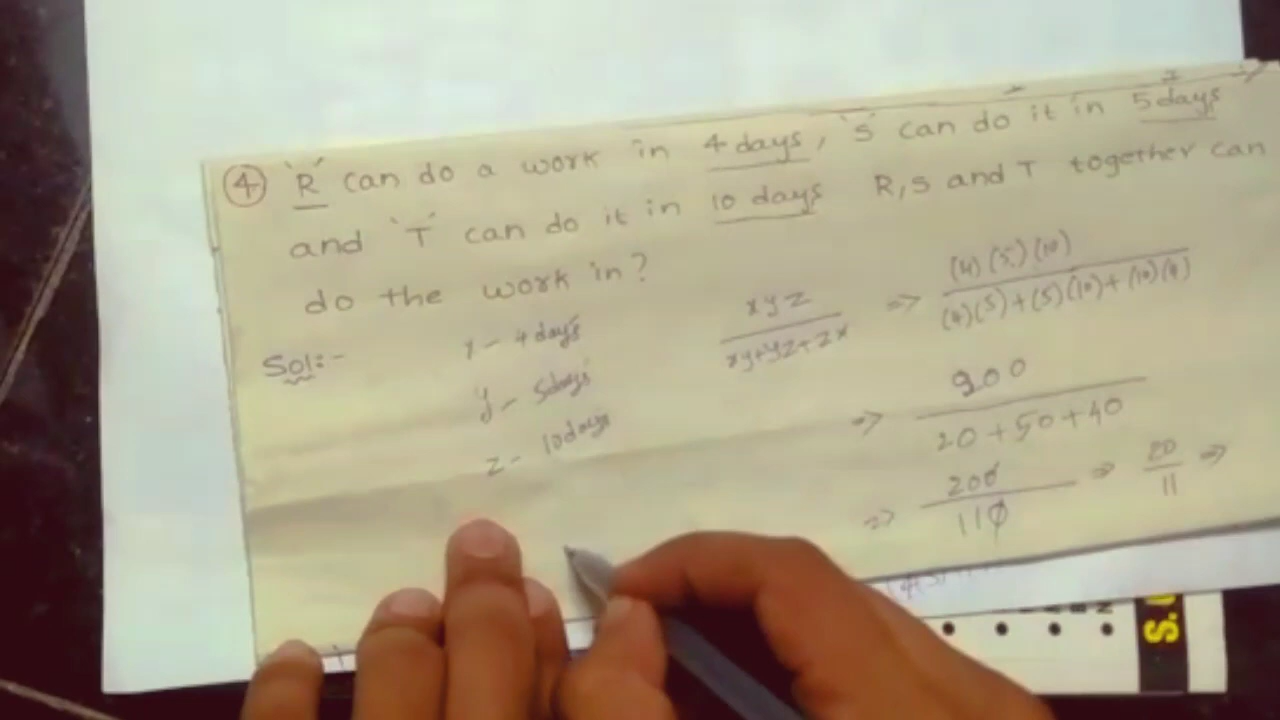 ④ 'R' can do a work in 4 days, 'S' can do it in 5 days
and 'T' can do it in 10 days R, S and T together can
do the work in?
Sol:-
x - 4 days
y - 5 days
z - 10 days
xyz
xy+yz+zx
=> (4)(5)(10)
(4)(5)+(5)(10)+(10)(4)
=> 200
20+50+40
=> 200
110
=> 20
11 =>
S.